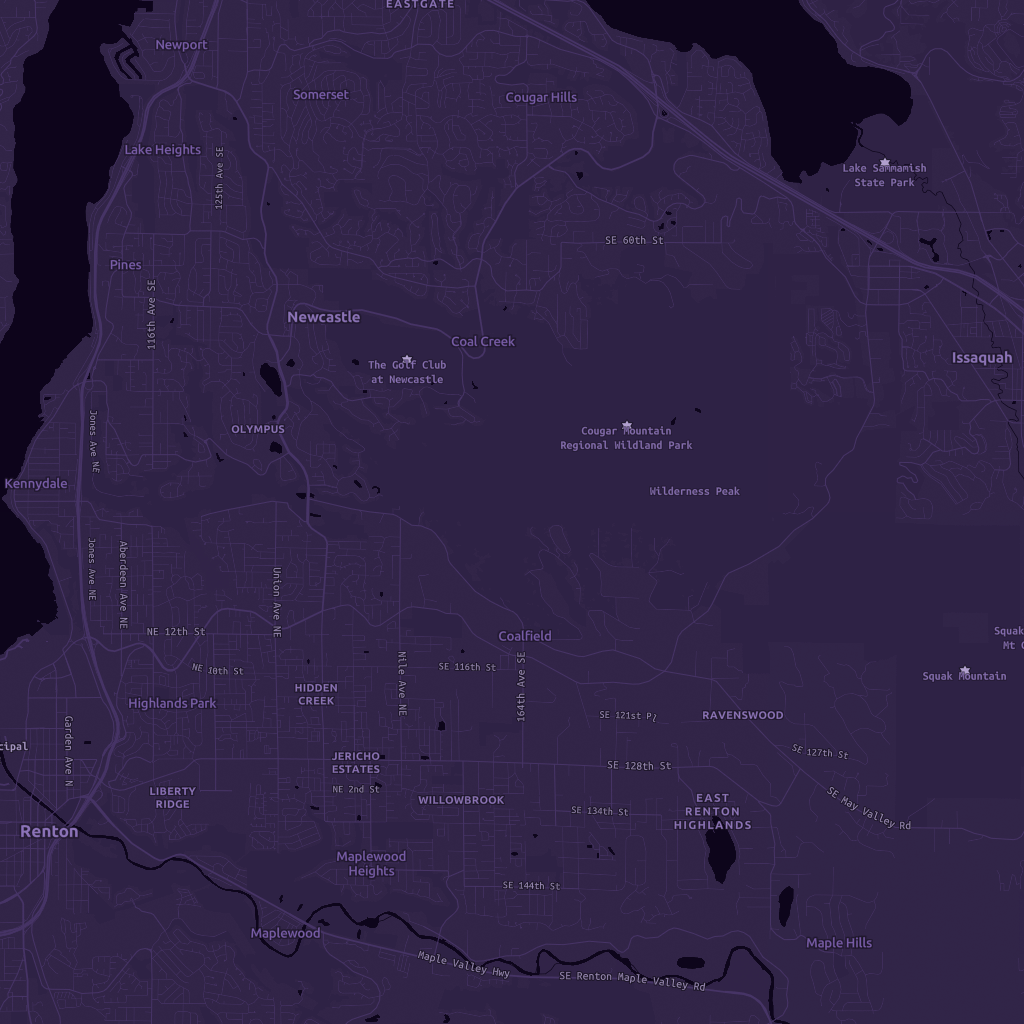 EASTGATE
Newport
Somerset
Cougar Hills
Lake Heights
125th Ave SE
Lake Sammamish
State Park
SE 60th St
Pines
116th Ave SE
Newcastle
Coal Creek
Issaquah
The Golf Club
at Newcastle
Jones Ave NE
OLYMPUS
Cougar Mountain
Regional Wildland Park
Kennydale
Wilderness Peak
Jones Ave NE
Aberdeen Ave NE
Union Ave NE
NE 12th St
Coalfield
Squak
Mt
NE 10th St
Nile Ave NE
SE 116th St
164th Ave SE
Squak Mountain
HIDDEN
CREEK
Highlands Park
SE 121st Pl
RAVENSWOOD
Garden Ave N
cipal
JERICHO
ESTATES
SE 127th St
SE 128th St
NE 2nd St
LIBERTY
RIDGE
WILLOWBROOK
SE 134th St
EAST
RENTON
HIGHLANDS
SE May Valley Rd
Renton
Maplewood
Heights
SE 144th St
Maplewood
Maple Hills
Maple Valley Hwy
SE Renton Maple Valley Rd